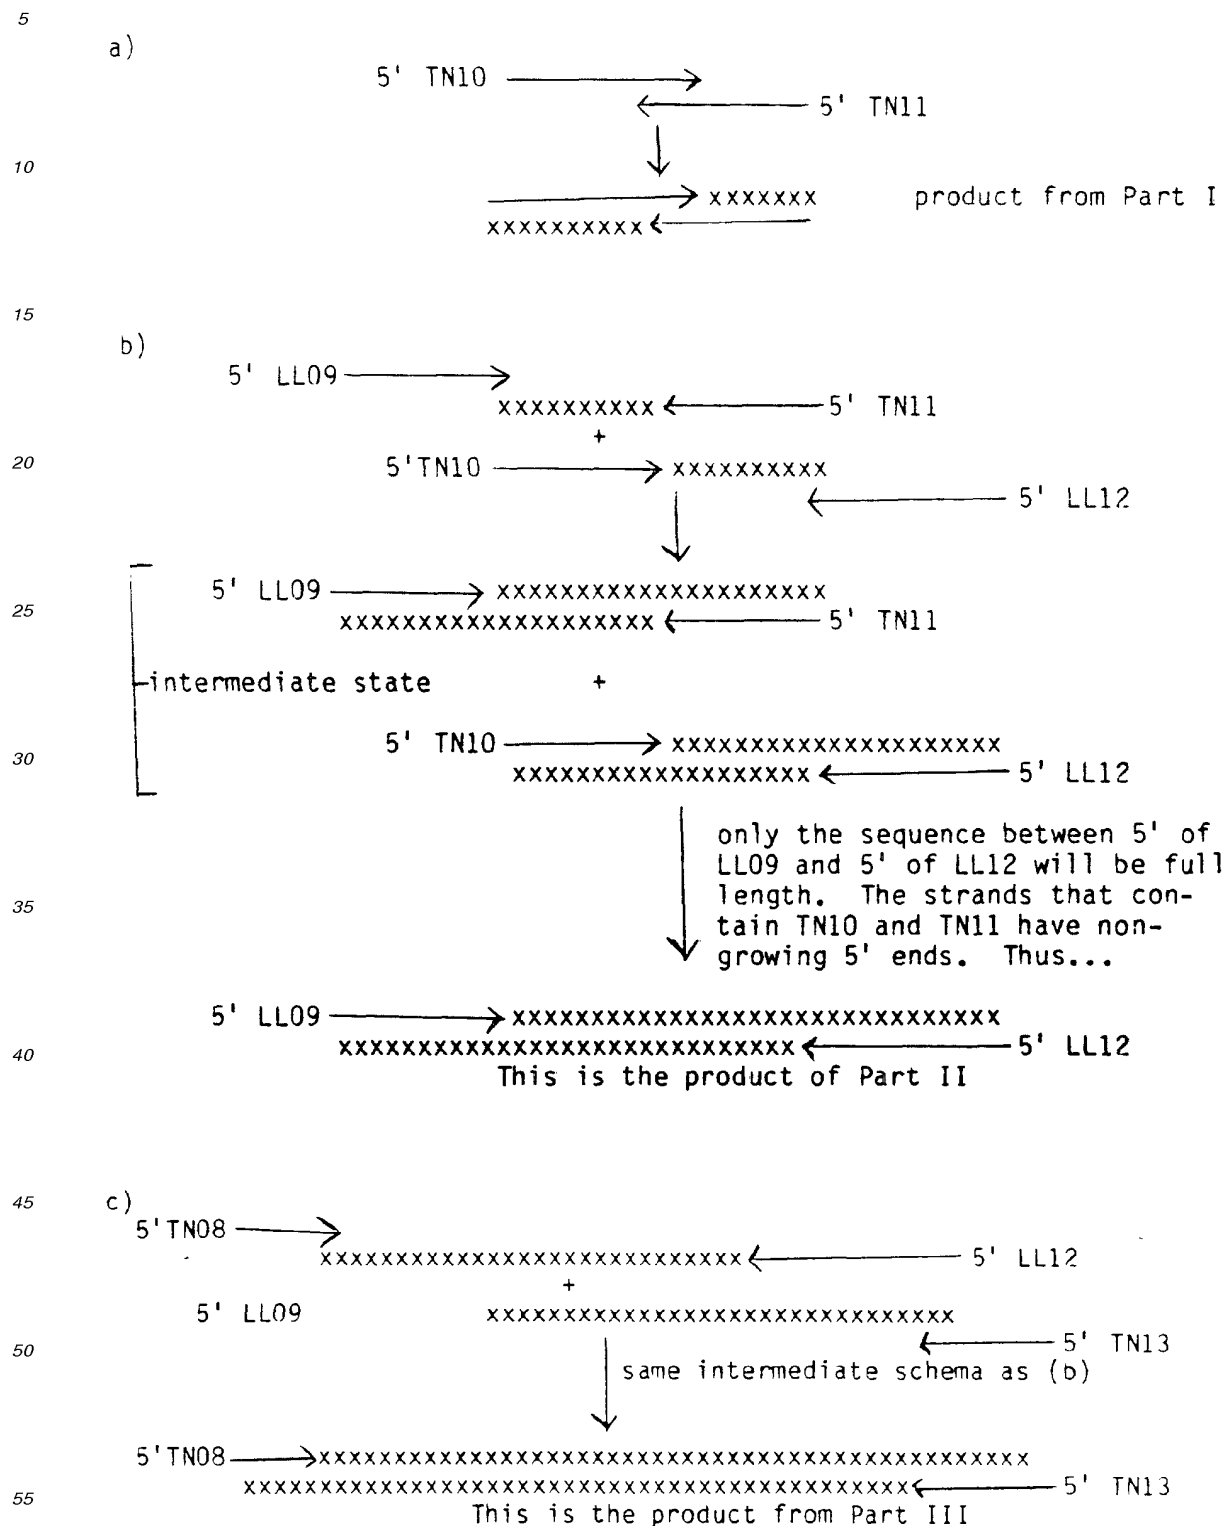 5
a)
5' TN10
5' TN11
10
xxxxxxx product from Part I
xxxxxxxxxx
15
b)
5' LL09
xxxxxxxxxx 5' TN11
+
20
5'TN10 xxxxxxxxxx
5' LL12
5' LL09 xxxxxxxxxxxxxxxxxxxxx
25
xxxxxxxxxxxxxxxxxxxx 5' TN11
intermediate state +
5' TN10 xxxxxxxxxxxxxxxxxxxxx
30
xxxxxxxxxxxxxxxxxxx 5' LL12
only the sequence between 5' of
LL09 and 5' of LL12 will be full
length. The strands that con-
35
tain TN10 and TN11 have non-
growing 5' ends. Thus...
5' LL09 xxxxxxxxxxxxxxxxxxxxxxxxxxxxxxx
40
xxxxxxxxxxxxxxxxxxxxxxxxxxxxx 5' LL12
This is the product of Part II
45
c)
5'TN08
xxxxxxxxxxxxxxxxxxxxxxxxxxx 5' LL12
+
5' LL09 xxxxxxxxxxxxxxxxxxxxxxxxxxxxxx
50
5' TN13
same intermediate schema as (b)
5'TN08 xxxxxxxxxxxxxxxxxxxxxxxxxxxxxxxxxxxxxxxxxxxxx
55
xxxxxxxxxxxxxxxxxxxxxxxxxxxxxxxxxxxxxxxxxx 5' TN13
This is the product from Part III